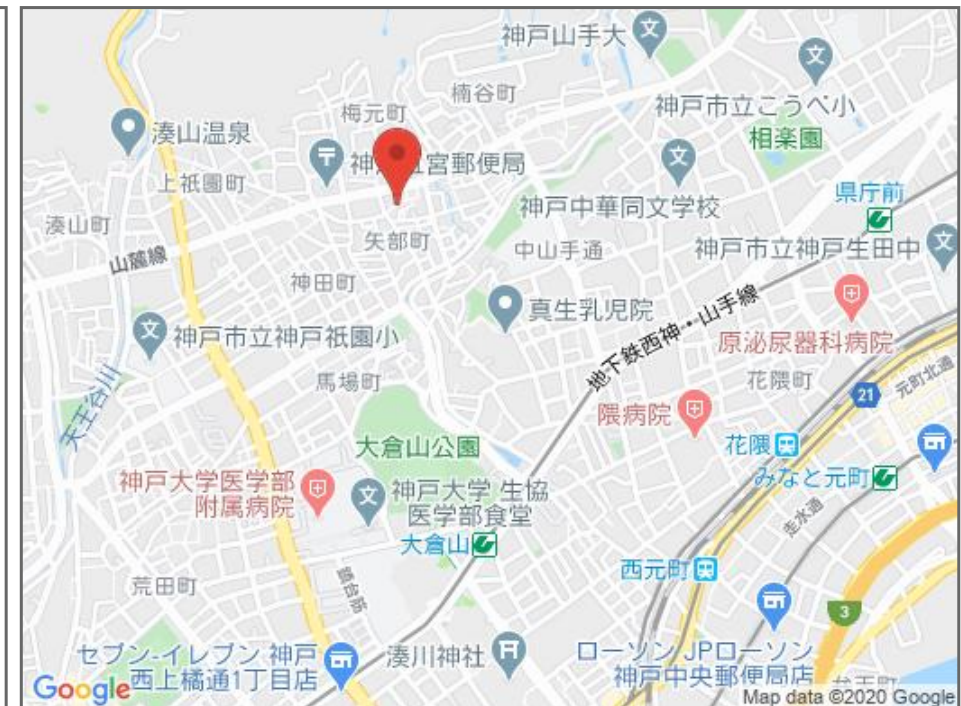 神戸山手大
楠谷町
梅元町
神戸市立こうべ小
相楽園
湊山温泉
宮郵便局
上祇園町
県庁前
神戸中華同文学校
湊山町
矢部町
中山手通
神戸市立神戸生田中
山麓線
神田町
真生乳児院
地下鉄西神・山手線
原泌尿器科病院
神戸市立神戸祇園小
馬場町
花隈町
元町北通
21
天王谷川
隈病院
大倉山公園
花隈
みなと元町
神戸大学医学部
附属病院
神戸大学 生協
医学部食堂
走水通
大倉山
西元町
荒田町
3
セブン-イレブン 神戸
西上橘通1丁目店
湊川神社
ローソン JPローソン
神戸中央郵便局店
弁天町
Google
Map data ©2020 Google